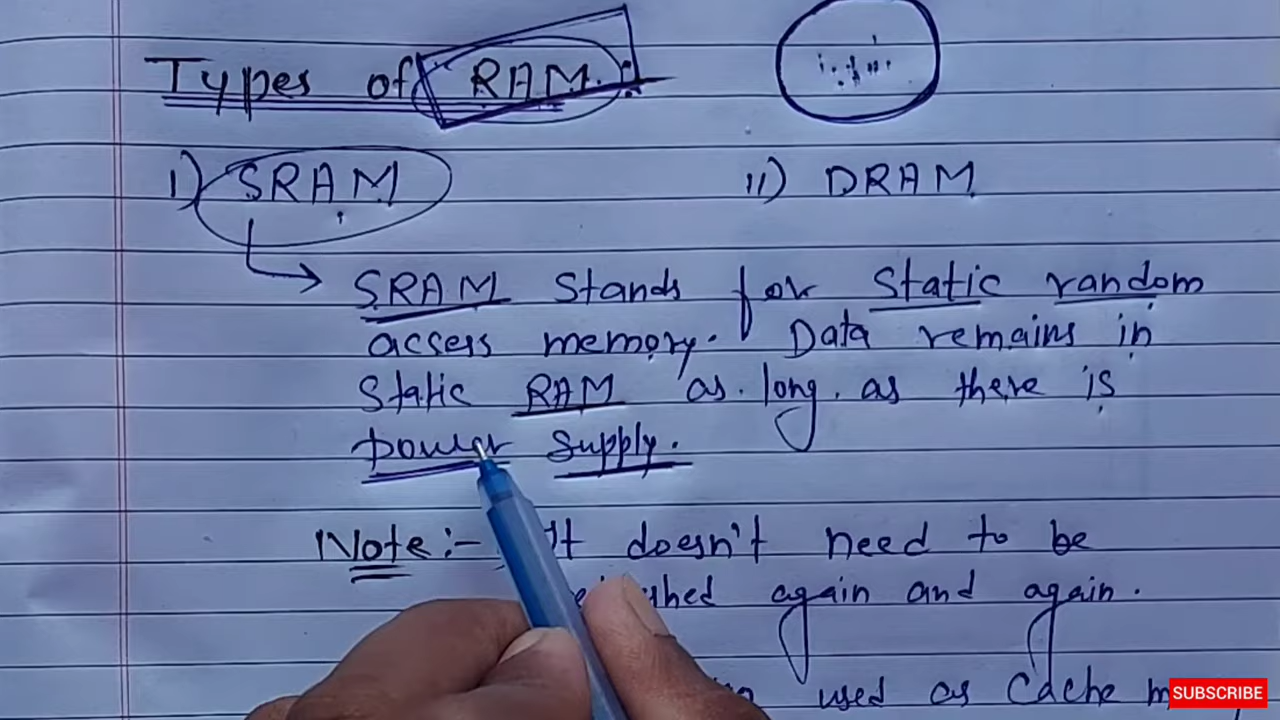 Types of RAM :
I) SRAM
II) DRAM
SRAM stands for Static random
access memory. Data remains in
static RAM as long as there is
power supply.
Note:- It doesn't need to be
again and again.
used as Cache
SUBSCRIBE